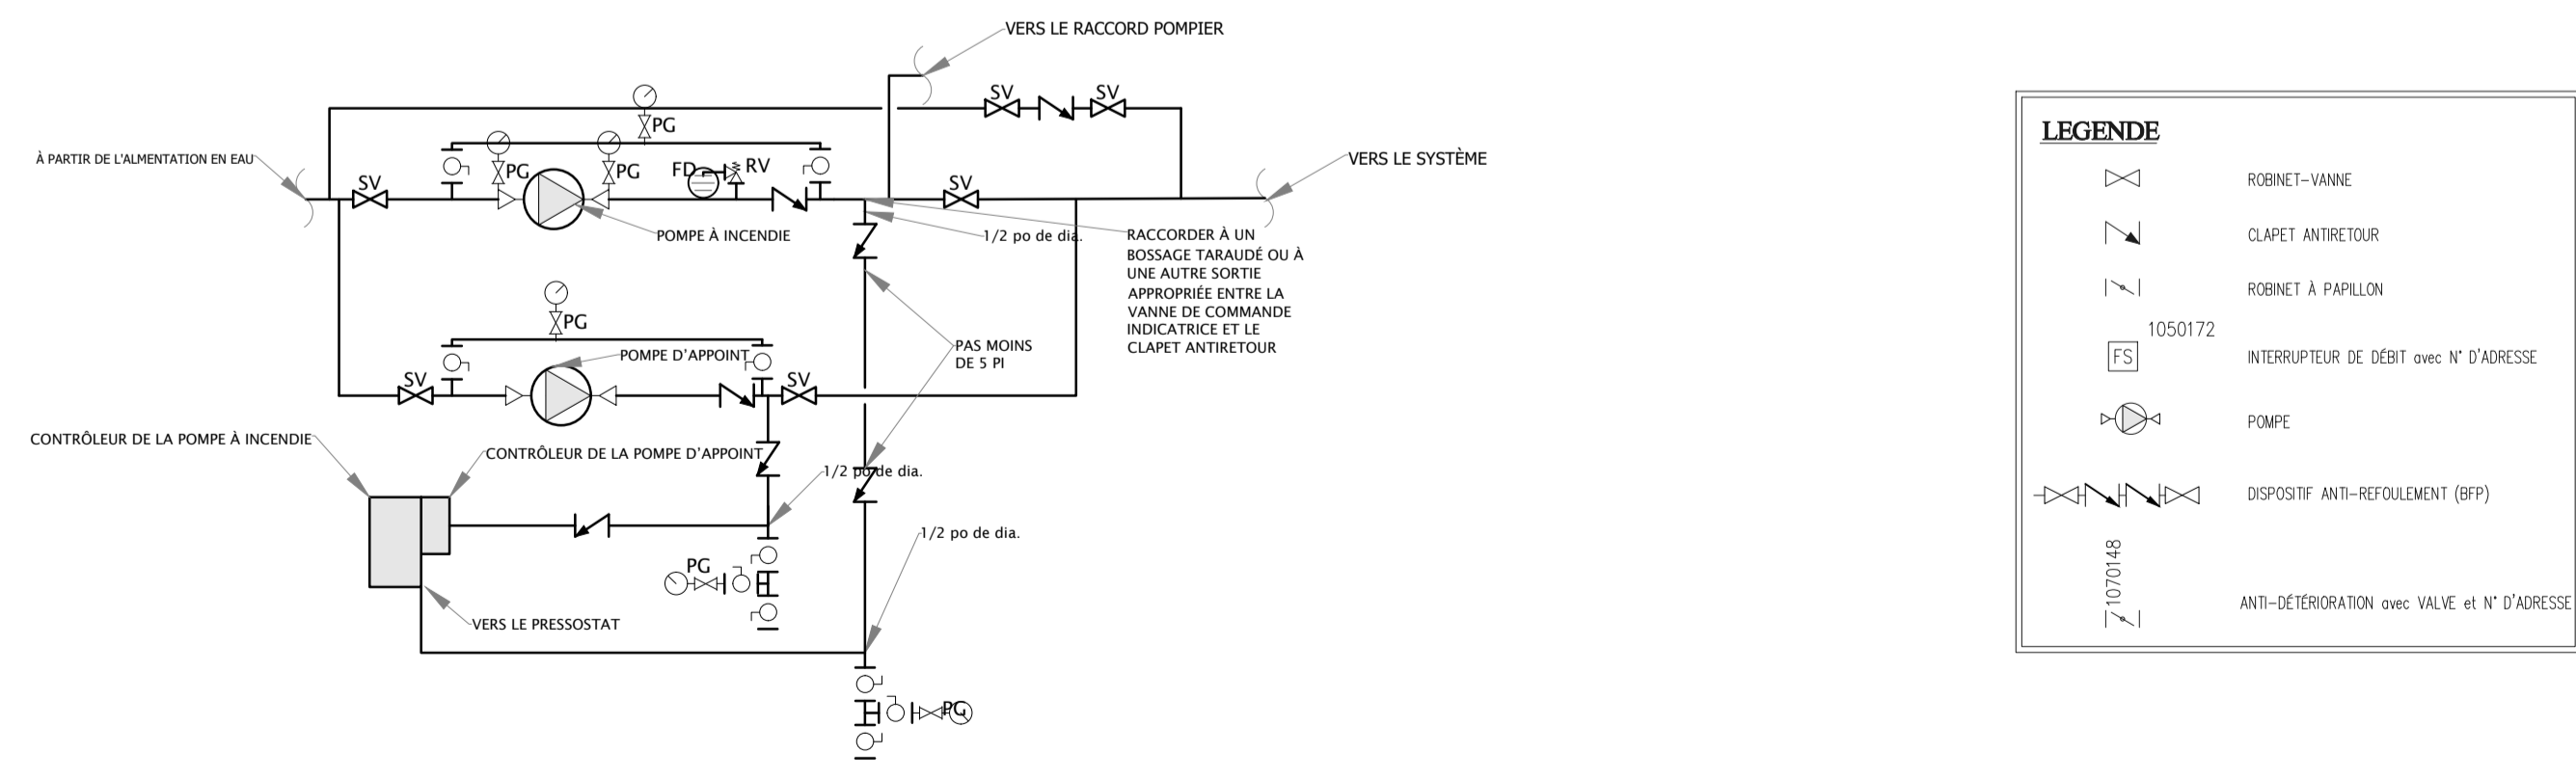 VERS LE RACCORD POMPIER
SV
SV
PG
À PARTIR DE L'ALMENTATION EN EAU
PG
PG
FD
RV
VERS LE SYSTÈME
SV
SV
POMPE À INCENDIE
1/2 po de dia.
RACCORDER À UN
BOSSAGE TARAUDÉ OU À
UNE AUTRE SORTIE
APPROPRIÉE ENTRE LA
VANNE DE COMMANDE
INDICATRICE ET LE
CLAPET ANTIRETOUR
PG
POMPE D'APPOINT
PAS MOINS
DE 5 PI
SV
SV
CONTRÔLEUR DE LA POMPE À INCENDIE
CONTRÔLEUR DE LA POMPE D'APPOINT
1/2 po de dia.
1/2 po de dia.
PG
VERS LE PRESSOSTAT
PG
LEGENDE
ROBINET-VANNE
CLAPET ANTIRETOUR
ROBINET À PAPILLON
1050172
FS
INTERRUPTEUR DE DÉBIT avec N° D'ADRESSE
POMPE
DISPOSITIF ANTI-REFOULEMENT (BFP)
1070148
ANTI-DÉTÉRIORATION avec VALVE et N° D'ADRESSE